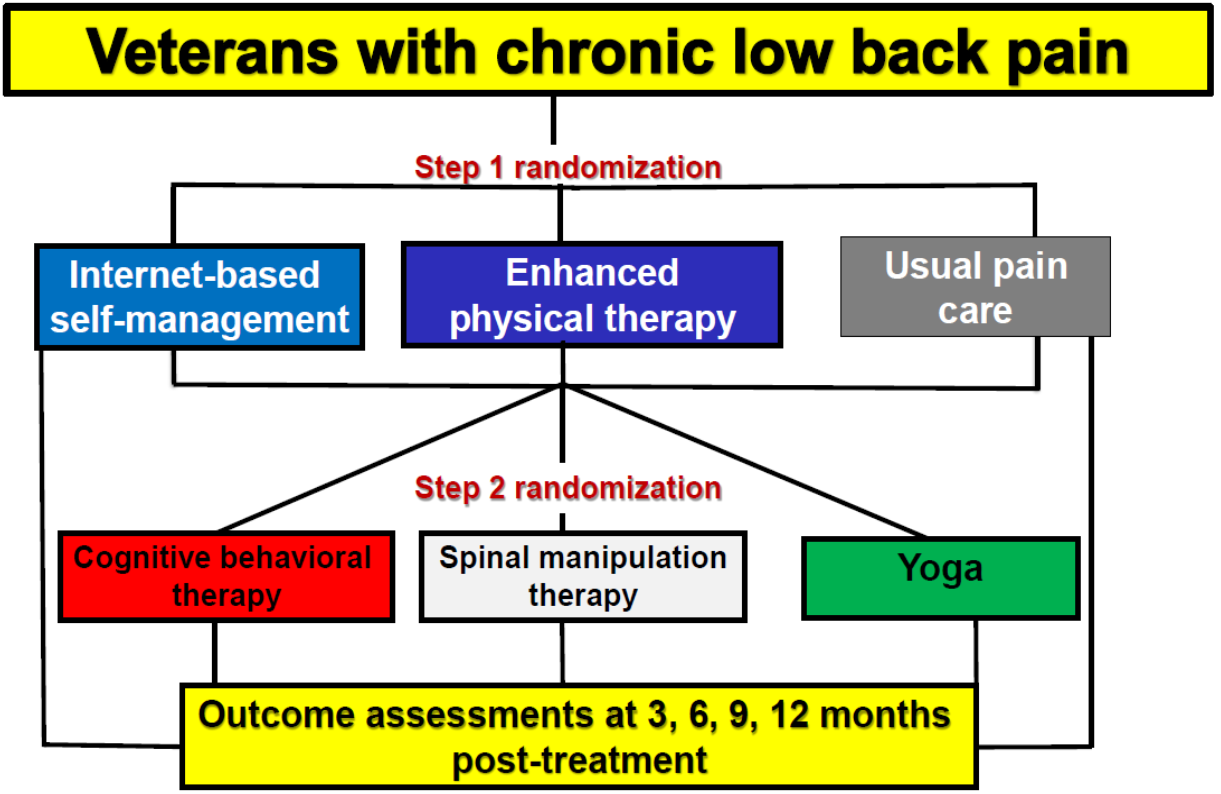 Veterans with chronic low back pain
Step 1 randomization
Internet-based
self-management
Enhanced
physical therapy
Usual pain
care
Step 2 randomization
Cognitive behavioral
therapy
Spinal manipulation
therapy
Yoga
Outcome assessments at 3, 6, 9, 12 months
post-treatment